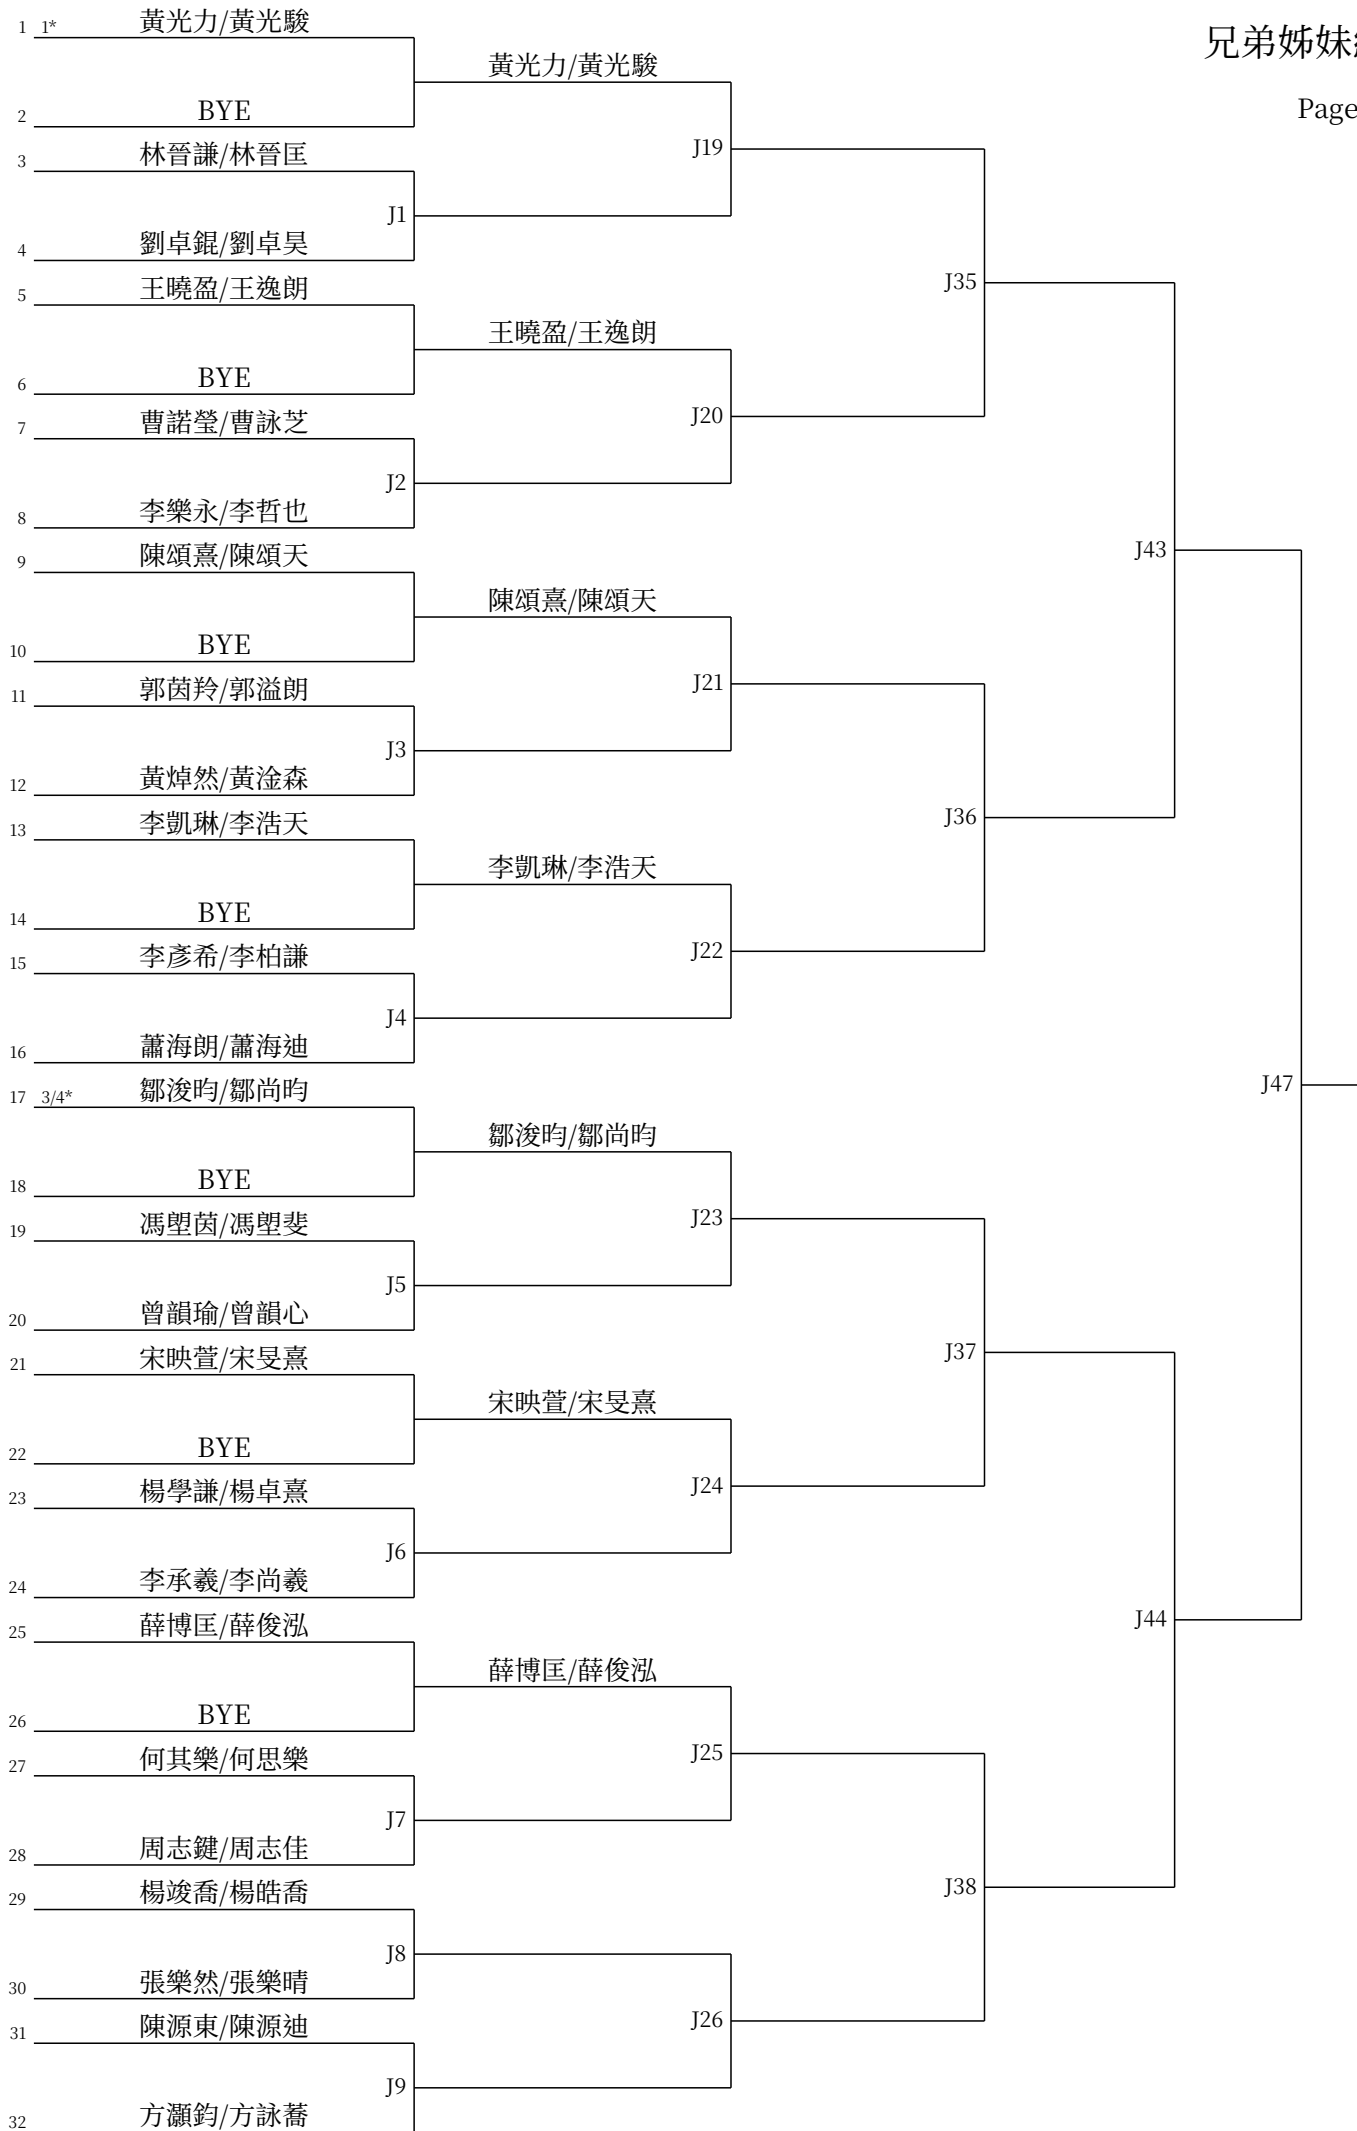 1 1* 黃光力/黃光駿
兄弟姊妹
黃光力/黃光駿
2 BYE
Page
3 林晉謙/林晉匡
J19
J1
4 劉卓錕/劉卓昊
5 王曉盈/王逸朗
J35
王曉盈/王逸朗
6 BYE
7 曹諾瑩/曹詠芝
J20
J2
8 李樂永/李哲也
9 陳頌熹/陳頌天
J43
陳頌熹/陳頌天
10 BYE
11 郭茵羚/郭溢朗
J21
J3
12 黃焯然/黃淦森
13 李凱琳/李浩天
J36
李凱琳/李浩天
14 BYE
15 李彥希/李柏謙
J22
J4
16 蕭海朗/蕭海迪
17 3/4* 鄒浚昀/鄒尚昀
J47
鄒浚昀/鄒尚昀
18 BYE
19 馮塱茵/馮塱斐
J23
J5
20 曾韻瑜/曾韻心
21 宋映萱/宋旻熹
J37
宋映萱/宋旻熹
22 BYE
23 楊學謙/楊卓熹
J24
J6
24 李承羲/李尚羲
25 薛博匡/薛俊泓
J44
薛博匡/薛俊泓
26 BYE
27 何其樂/何思樂
J25
J7
28 周志鍵/周志佳
29 楊竣喬/楊皓喬
J38
J8
30 張樂然/張樂晴
31 陳源東/陳源迪
J26
J9
32 方灝鈞/方詠蕎